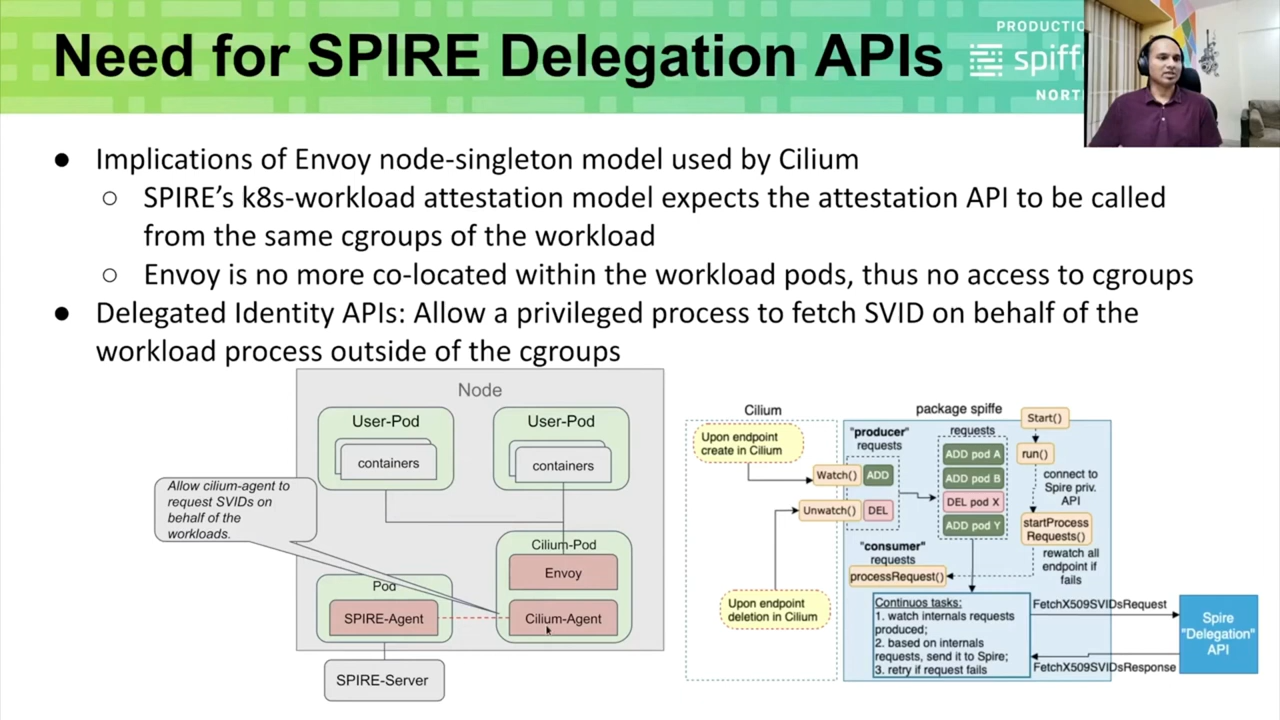 Need for SPIRE Delegation APIs
PRODUCTIO
spiffe
NORT
● Implications of Envoy node-singleton model used by Cilium
○ SPIRE’s k8s-workload attestation model expects the attestation API to be called
from the same cgroups of the workload
○ Envoy is no more co-located within the workload pods, thus no access to cgroups
● Delegated Identity APIs: Allow a privileged process to fetch SVID on behalf of the
workload process outside of the cgroups
Node
User-Pod
containers
User-Pod
containers
Allow cilium-agent to
request SVIDs on
behalf of the
workloads.
Cilium-Pod
Envoy
Cilium-Agent
Pod
SPIRE-Agent
SPIRE-Server
Cilium
Upon endpoint
create in Cilium
Upon endpoint
deletion in Cilium
package spiffe
"producer"
requests
Watch()
ADD
Unwatch()
DEL
requests
ADD pod A
ADD pod B
DEL pod X
ADD pod Y
Start()
run()
connect to
Spire priv.
API
startProcess
Requests()
rewatch all
endpoint if
fails
"consumer"
requests
processRequest()
Continuos tasks:
1. watch internals requests
produced;
2. based on internals
requests, send it to Spire;
3. retry if request fails
FetchX509SVIDsRequest
FetchX509SVIDsResponse
Spire
"Delegation"
API